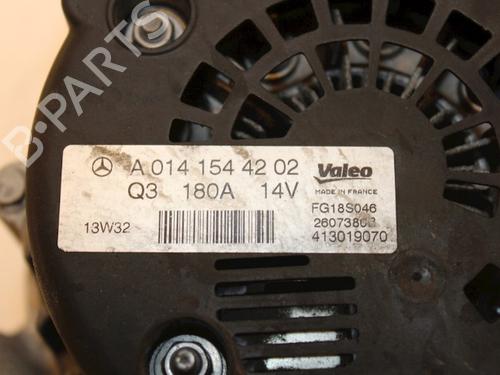 B-PARTS
A 014 154 42 02
Q3 180A 14V
13W32
Valeo
MADE IN FRANCE
FG18S046
413019070